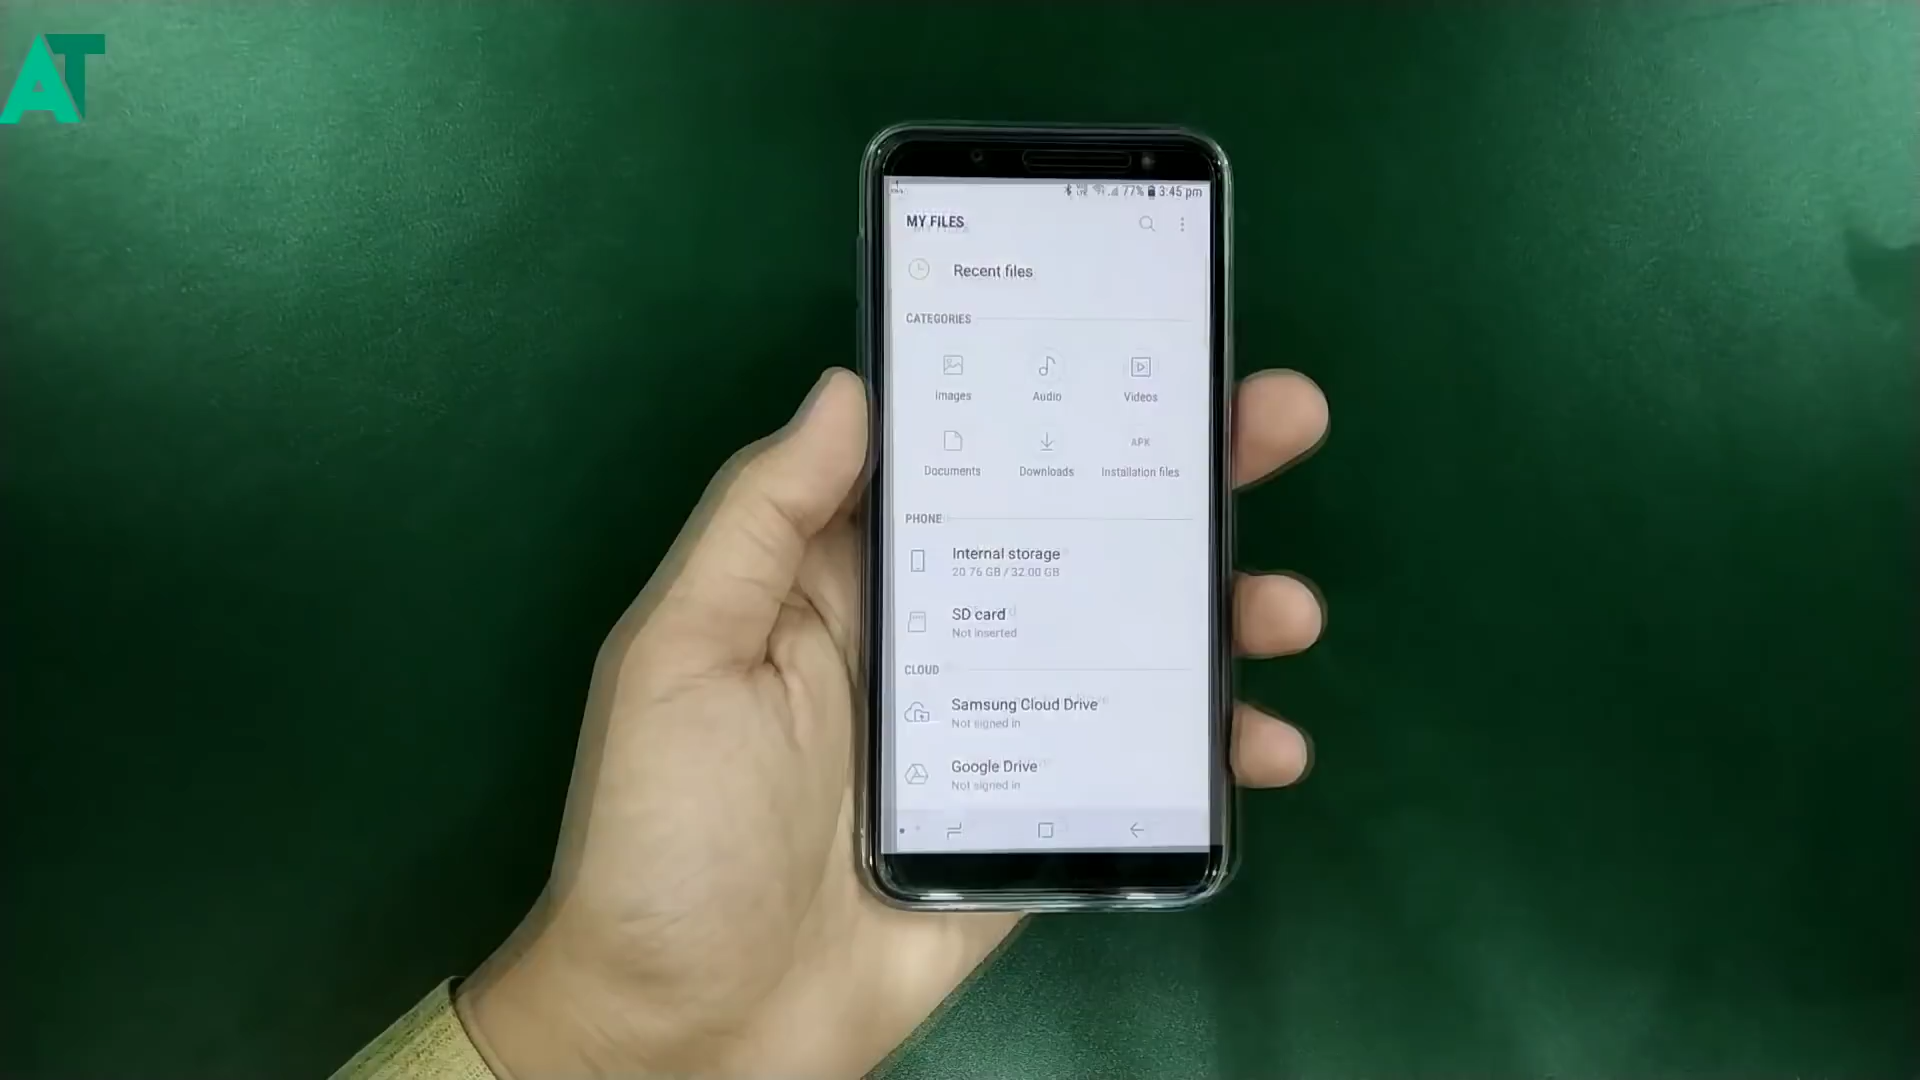 AT
77% 3:45 pm
MY FILES
Recent files
CATEGORIES
Images Audio Videos
APK
Documents Downloads Installation files
PHONE
Internal storage
20.76 GB / 32.00 GB
SD card
Not inserted
CLOUD
Samsung Cloud Drive
Not signed in
Google Drive
Not signed in